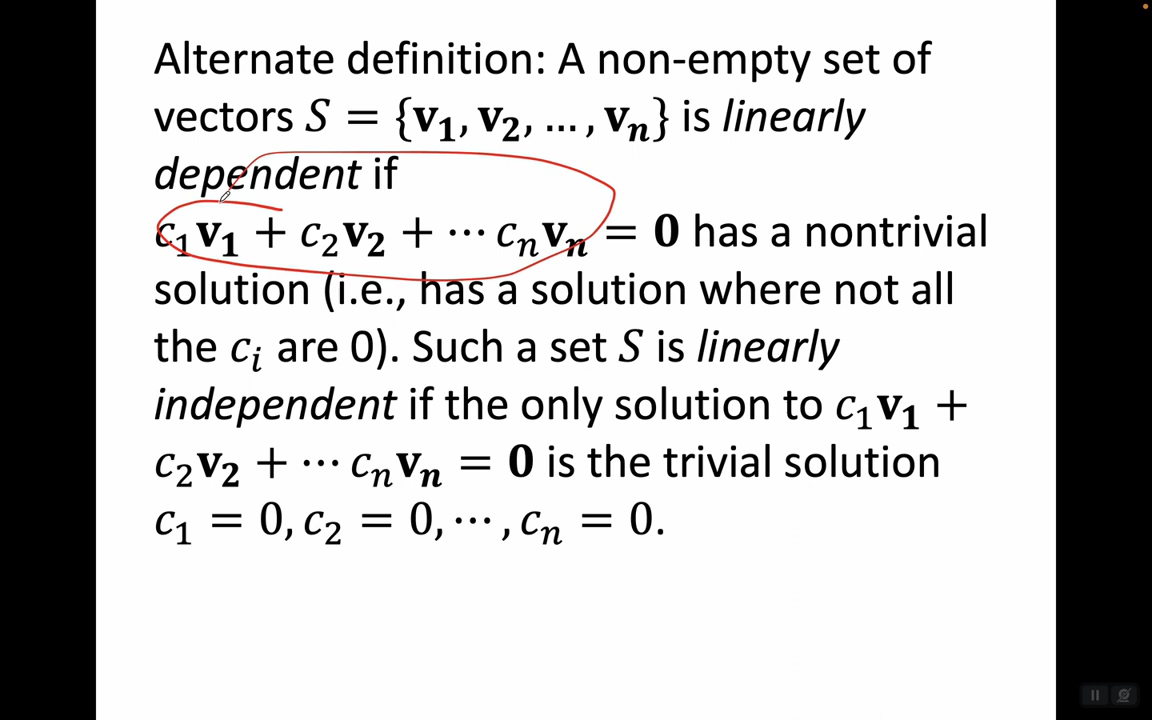 Alternate definition: A non-empty set of
vectors 𝑆 = {𝐯₁, 𝐯₂, … , 𝐯ₙ} is linearly
dependent if
𝑐₁𝐯₁ + 𝑐₂𝐯₂ + ⋯ 𝑐ₙ𝐯ₙ = 𝟎 has a nontrivial
solution (i.e., has a solution where not all
the 𝑐ᵢ are 0). Such a set 𝑆 is linearly
independent if the only solution to 𝑐₁𝐯₁ +
𝑐₂𝐯₂ + ⋯ 𝑐ₙ𝐯ₙ = 𝟎 is the trivial solution
𝑐₁ = 0, 𝑐₂ = 0, ⋯ , 𝑐ₙ = 0.